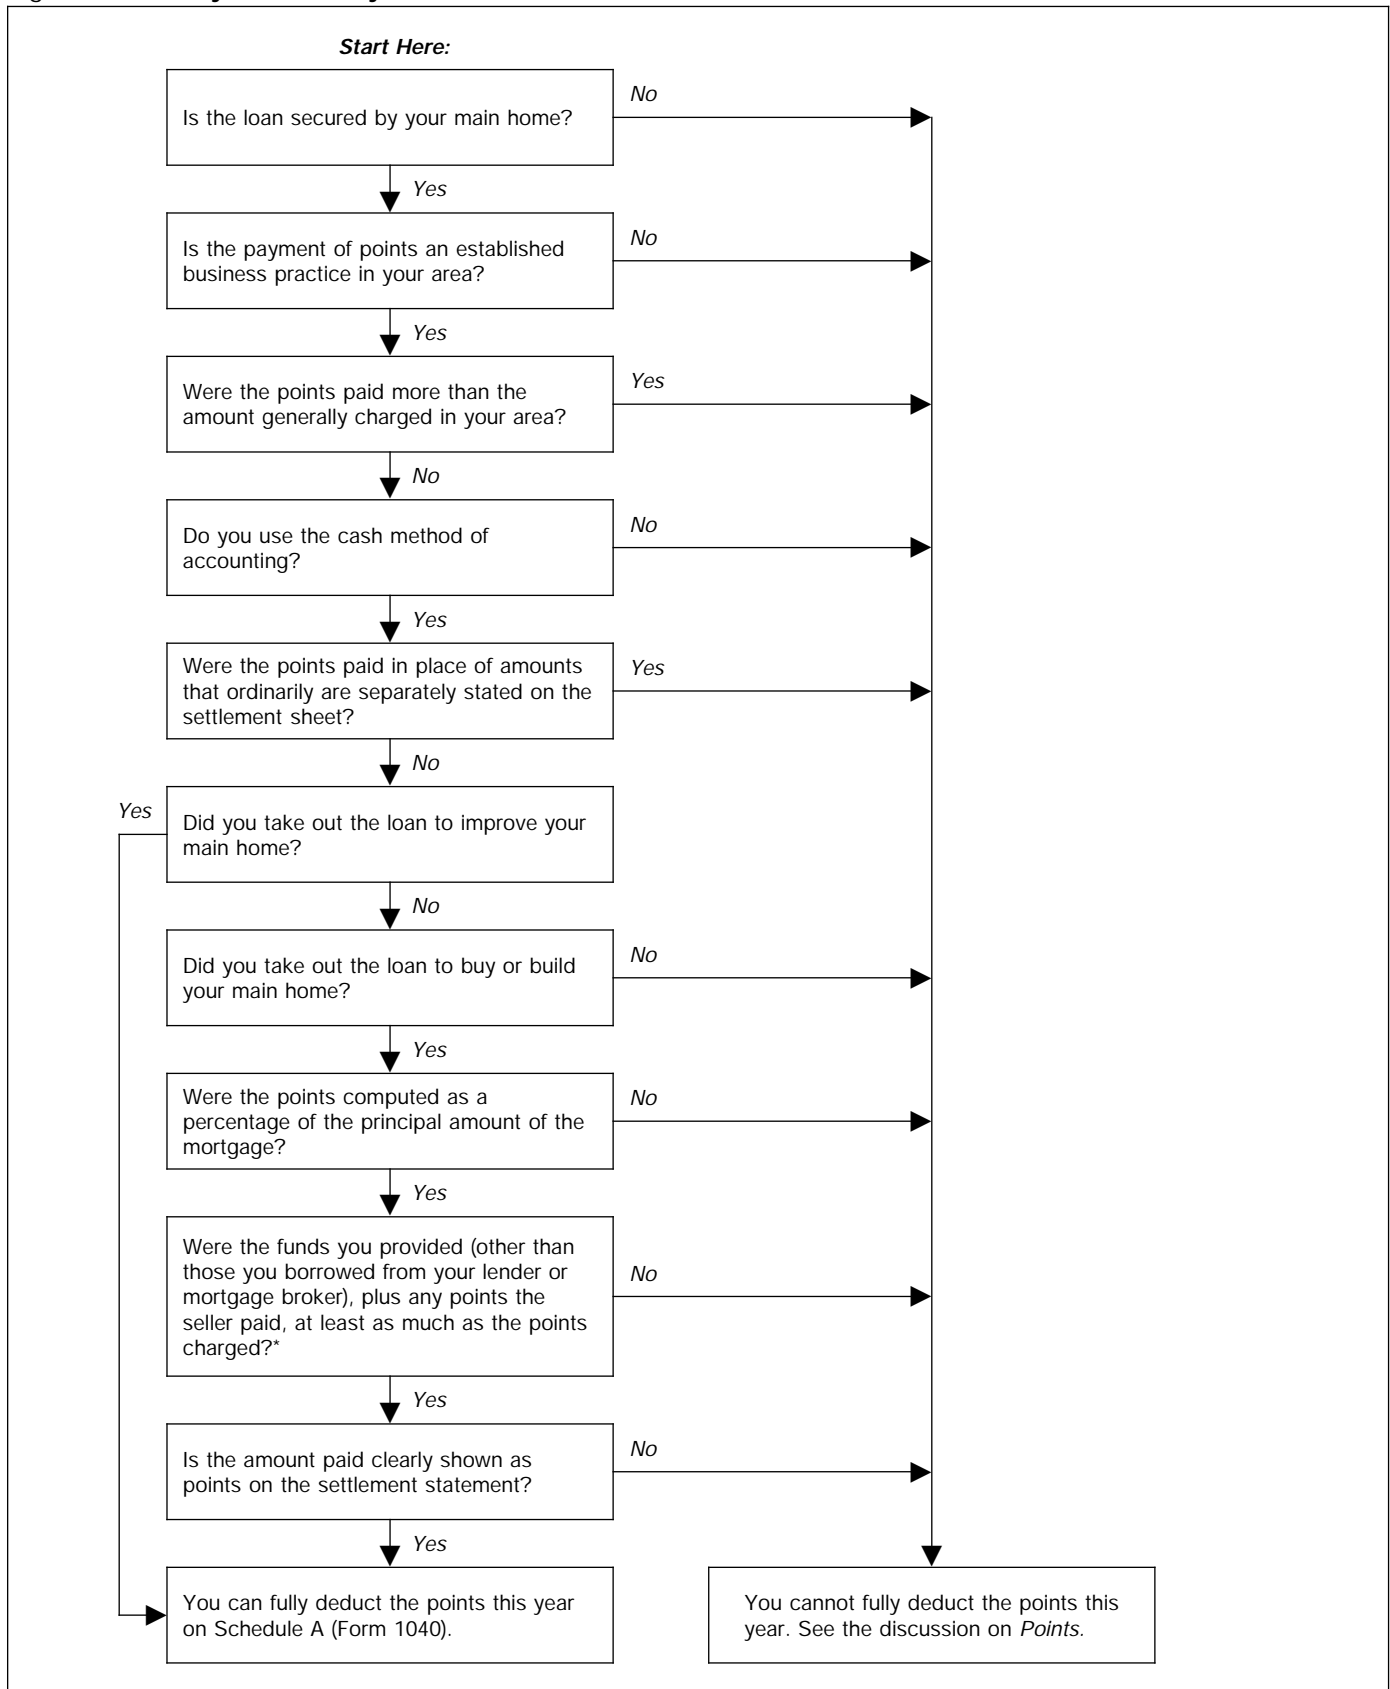 Start Here:
Is the loan secured by your main home?
No
Yes
Is the payment of points an established
business practice in your area?
No
Yes
Were the points paid more than the
amount generally charged in your area?
Yes
No
Do you use the cash method of
accounting?
No
Yes
Were the points paid in place of amounts
that ordinarily are separately stated on the
settlement sheet?
Yes
No
Did you take out the loan to improve your
main home?
Yes
No
Did you take out the loan to buy or build
your main home?
No
Yes
Were the points computed as a
percentage of the principal amount of the
mortgage?
No
Yes
Were the funds you provided (other than
those you borrowed from your lender or
mortgage broker), plus any points the
seller paid, at least as much as the points
charged?*
No
Yes
Is the amount paid clearly shown as
points on the settlement statement?
No
Yes
You can fully deduct the points this year
on Schedule A (Form 1040).
You cannot fully deduct the points this
year. See the discussion on Points.